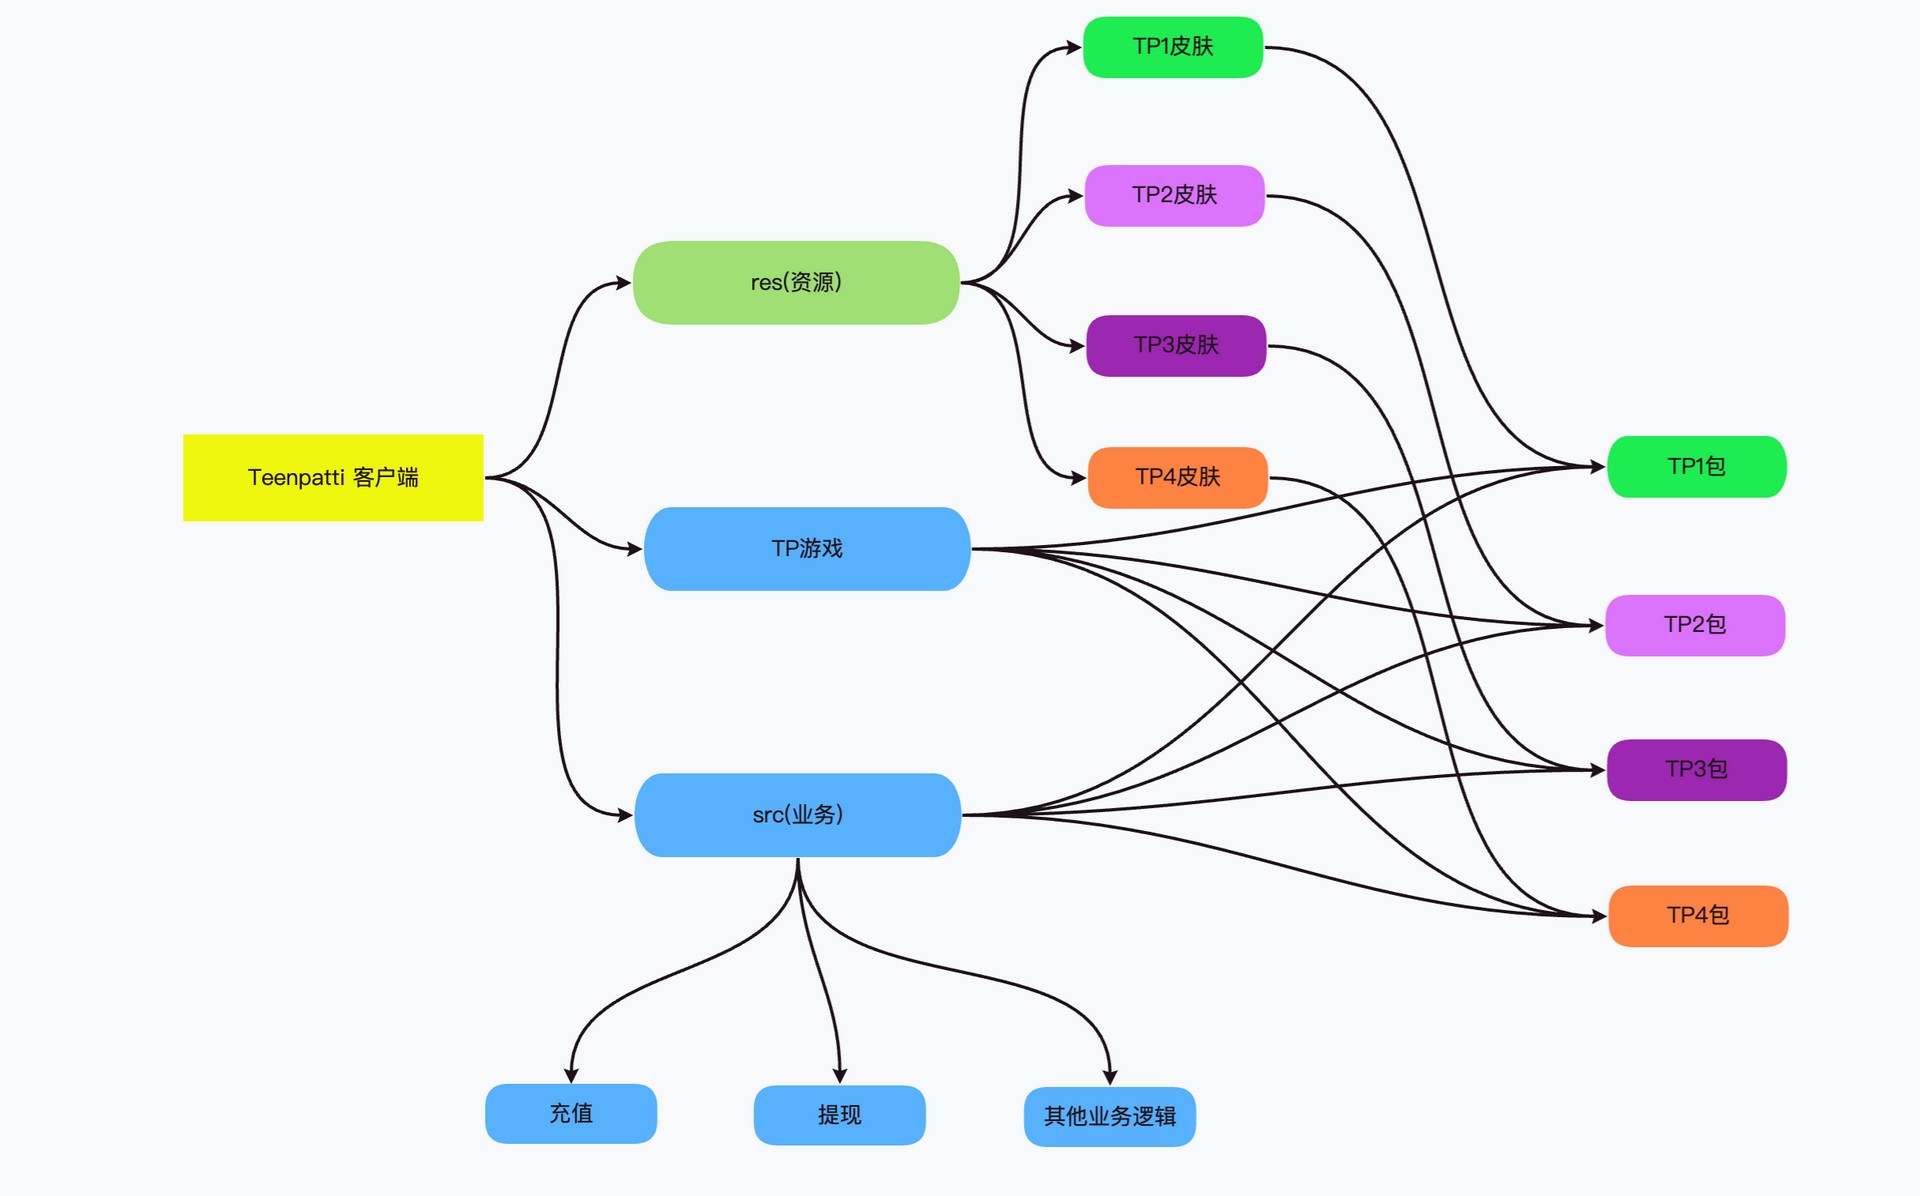 TP1皮肤
TP2皮肤
res(资源)
TP3皮肤
TP1包
Teenpatti 客户端
TP4皮肤
TP游戏
TP2包
TP3包
src(业务)
TP4包
充值
提现
其他业务逻辑